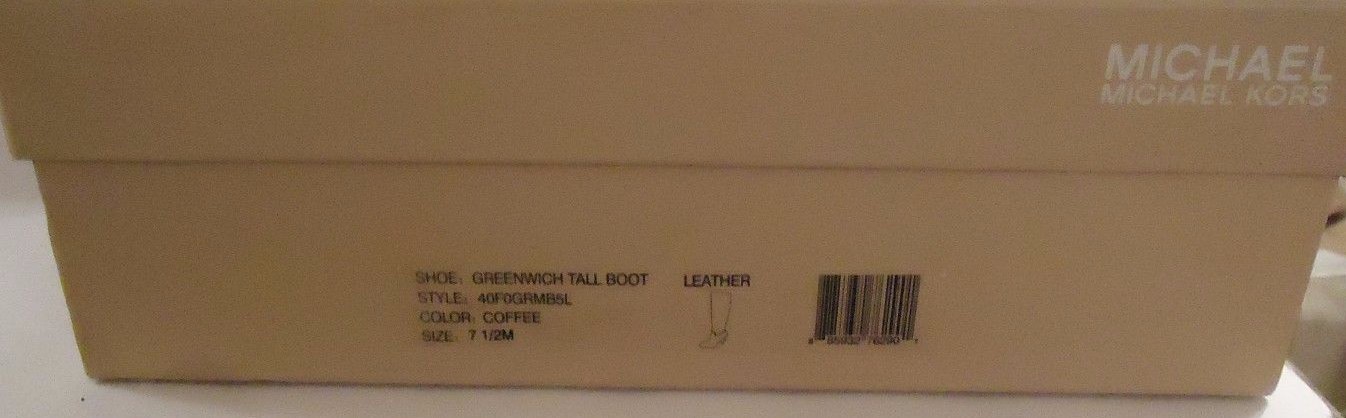 MICHAEL
MICHAEL KORS
SHOE: GREENWICH TALL BOOT LEATHER
STYLE: 40F0GRMB5L
COLOR: COFFEE
SIZE: 7 1/2M